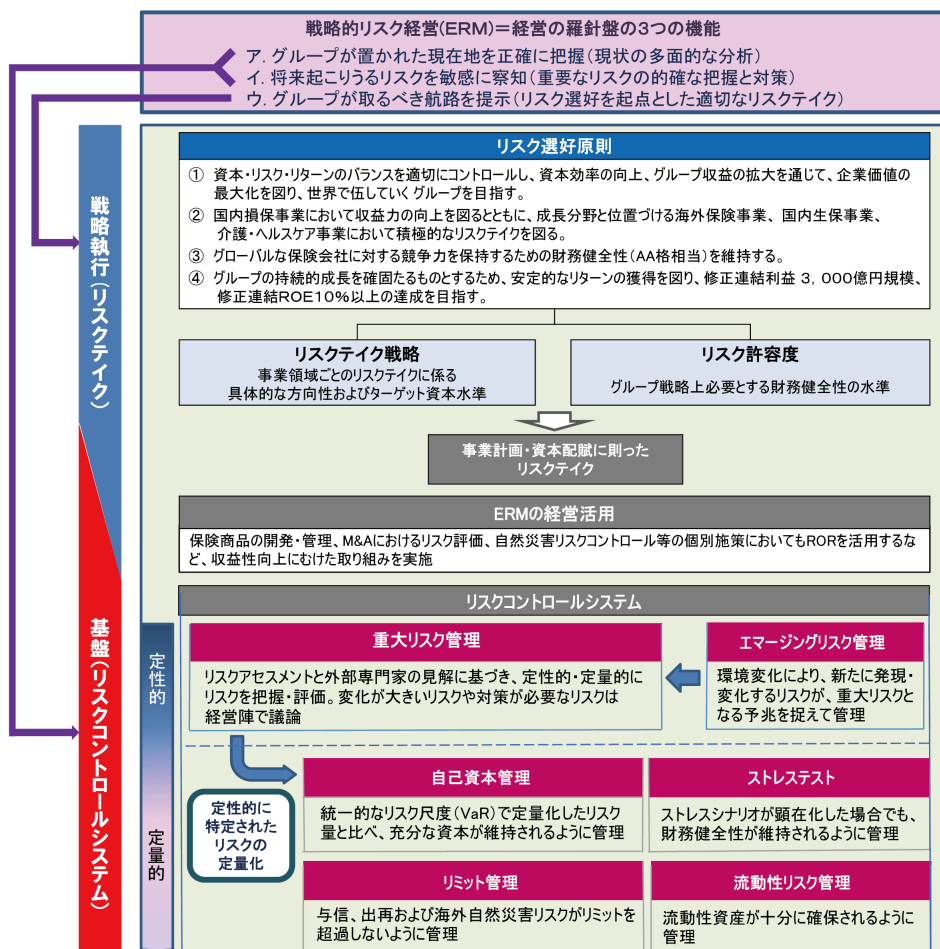 戦略的リスク経営(ERM)＝経営の羅針盤の3つの機能
ア. グループが置かれた現在地を正確に把握(現状の多面的な分析)
イ. 将来起こりうるリスクを敏感に察知(重要なリスクの的確な把握と対策)
ウ. グループが取るべき航路を提示(リスク選好を起点とした適切なリスクテイク)
戦略執行(リスクテイク)
リスク選好原則
① 資本・リスク・リターンのバランスを適切にコントロールし、資本効率の向上、グループ収益の拡大を通じて、企業価値の
最大化を図り、世界で伍していくグループを目指す。
② 国内損保事業において収益力の向上を図るとともに、成長分野と位置づける海外保険事業、国内生保事業、
介護・ヘルスケア事業において積極的なリスクテイクを図る。
③ グローバルな保険会社に対する競争力を保持するための財務健全性(AA格相当)を維持する。
④ グループの持続的成長を確固たるものとするため、安定的なリターンの獲得を図り、修正連結利益 3, 000億円規模、
修正連結ROE10%以上の達成を目指す。
リスクテイク戦略
事業領域ごとのリスクテイクに係る
具体的な方向性およびターゲット資本水準
リスク許容度
グループ戦略上必要とする財務健全性の水準
事業計画・資本配賦に則った
リスクテイク
ERMの経営活用
保険商品の開発・管理、M&Aにおけるリスク評価、自然災害リスクコントロール等の個別施策においてもRORを活用するな
ど、収益性向上にむけた取り組みを実施
基盤(リスクコントロールシステム)
リスクコントロールシステム
定性的
重大リスク管理
リスクアセスメントと外部専門家の見解に基づき、定性的・定量的に
リスクを把握・評価。変化が大きいリスクや対策が必要なリスクは
経営陣で議論
エマージングリスク管理
環境変化により、新たに発現・
変化するリスクが、重大リスクと
なる予兆を捉えて管理
定量的
定性的に
特定された
リスクの
定量化
自己資本管理
統一的なリスク尺度(VaR)で定量化したリスク
量と比べ、充分な資本が維持されるように管理
ストレステスト
ストレスシナリオが顕在化した場合でも、
財務健全性が維持されるように管理
リミット管理
与信、出再および海外自然災害リスクがリミットを
超過しないように管理
流動性リスク管理
流動性資産が十分に確保されるように
管理